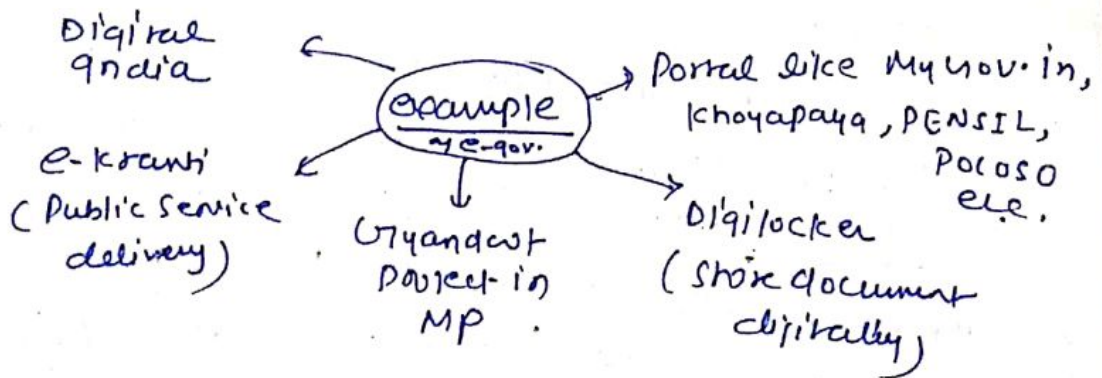 Digital
India
example
of e-gov.
Portal like MyGov.in,
Khoyapaya, PENSIL,
POCOSO
etc.
e-kranti
(Public Service
delivery)
Gyandoot
Project in
MP.
Digilocker
(Store document
digitally)